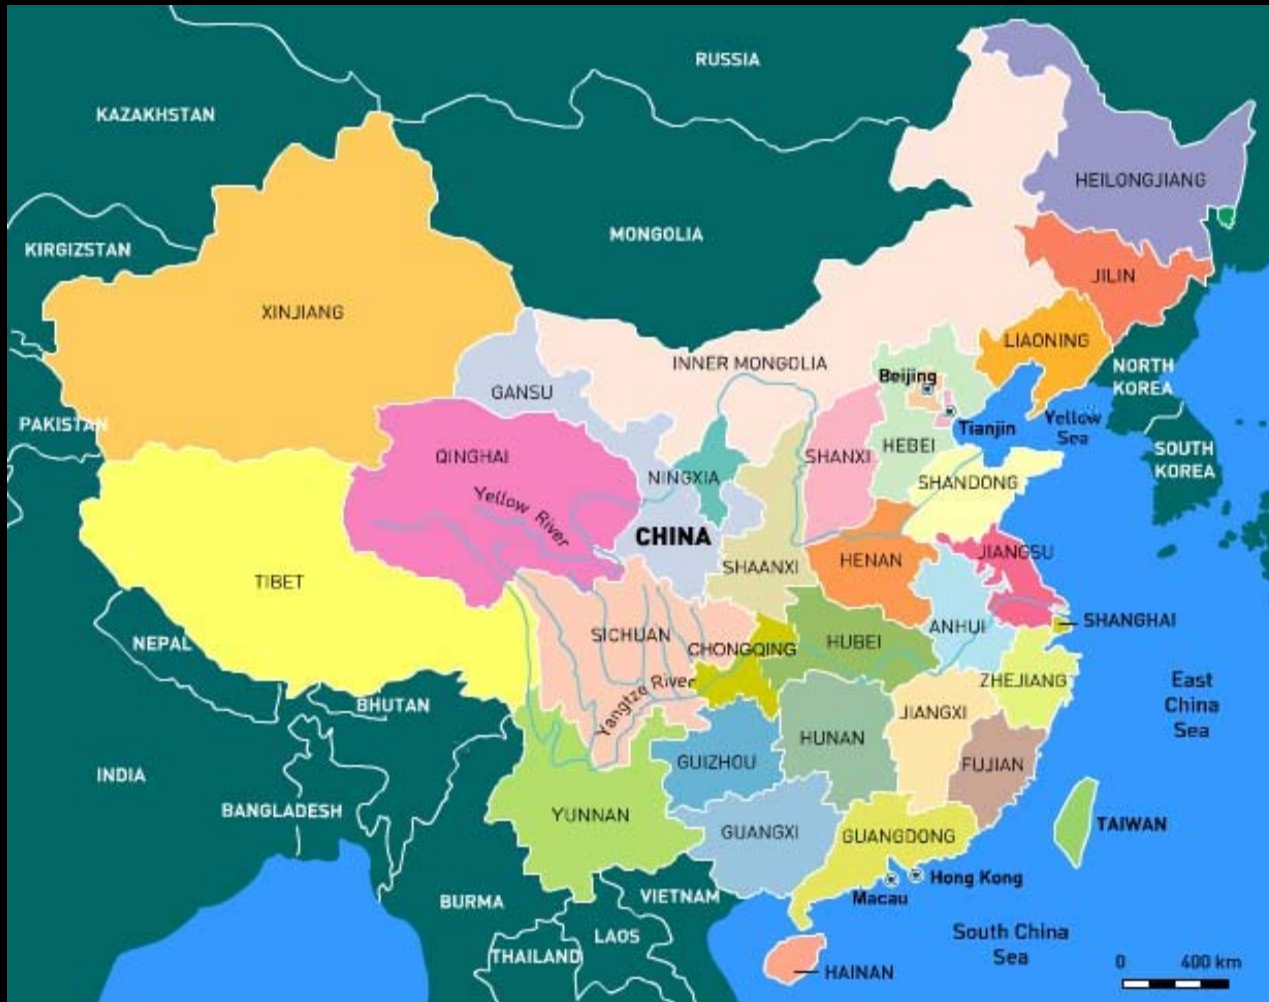 RUSSIA
KAZAKHSTAN
HEILONGJIANG
MONGOLIA
KIRGIZSTAN
JILIN
XINJIANG
LIAONING
INNER MONGOLIA
NORTH
KOREA
Beijing
GANSU
Yellow
Sea
Tianjin
PAKISTAN
HEBEI
SHANXI
QINGHAI
SOUTH
KOREA
NINGXIA
SHANDONG
Yellow River
CHINA
JIANGSU
HENAN
SHAANXI
TIBET
SHANGHAI
ANHUI
SICHUAN
HUBEI
NEPAL
CHONGQING
ZHEJIANG
Yangtze River
East
China
Sea
BHUTAN
JIANGXI
HUNAN
GUIZHOU
FUJIAN
INDIA
BANGLADESH
YUNNAN
TAIWAN
GUANGXI
GUANGDONG
Hong Kong
Macau
VIETNAM
BURMA
South China
Sea
LAOS
THAILAND
0 400 km
HAINAN